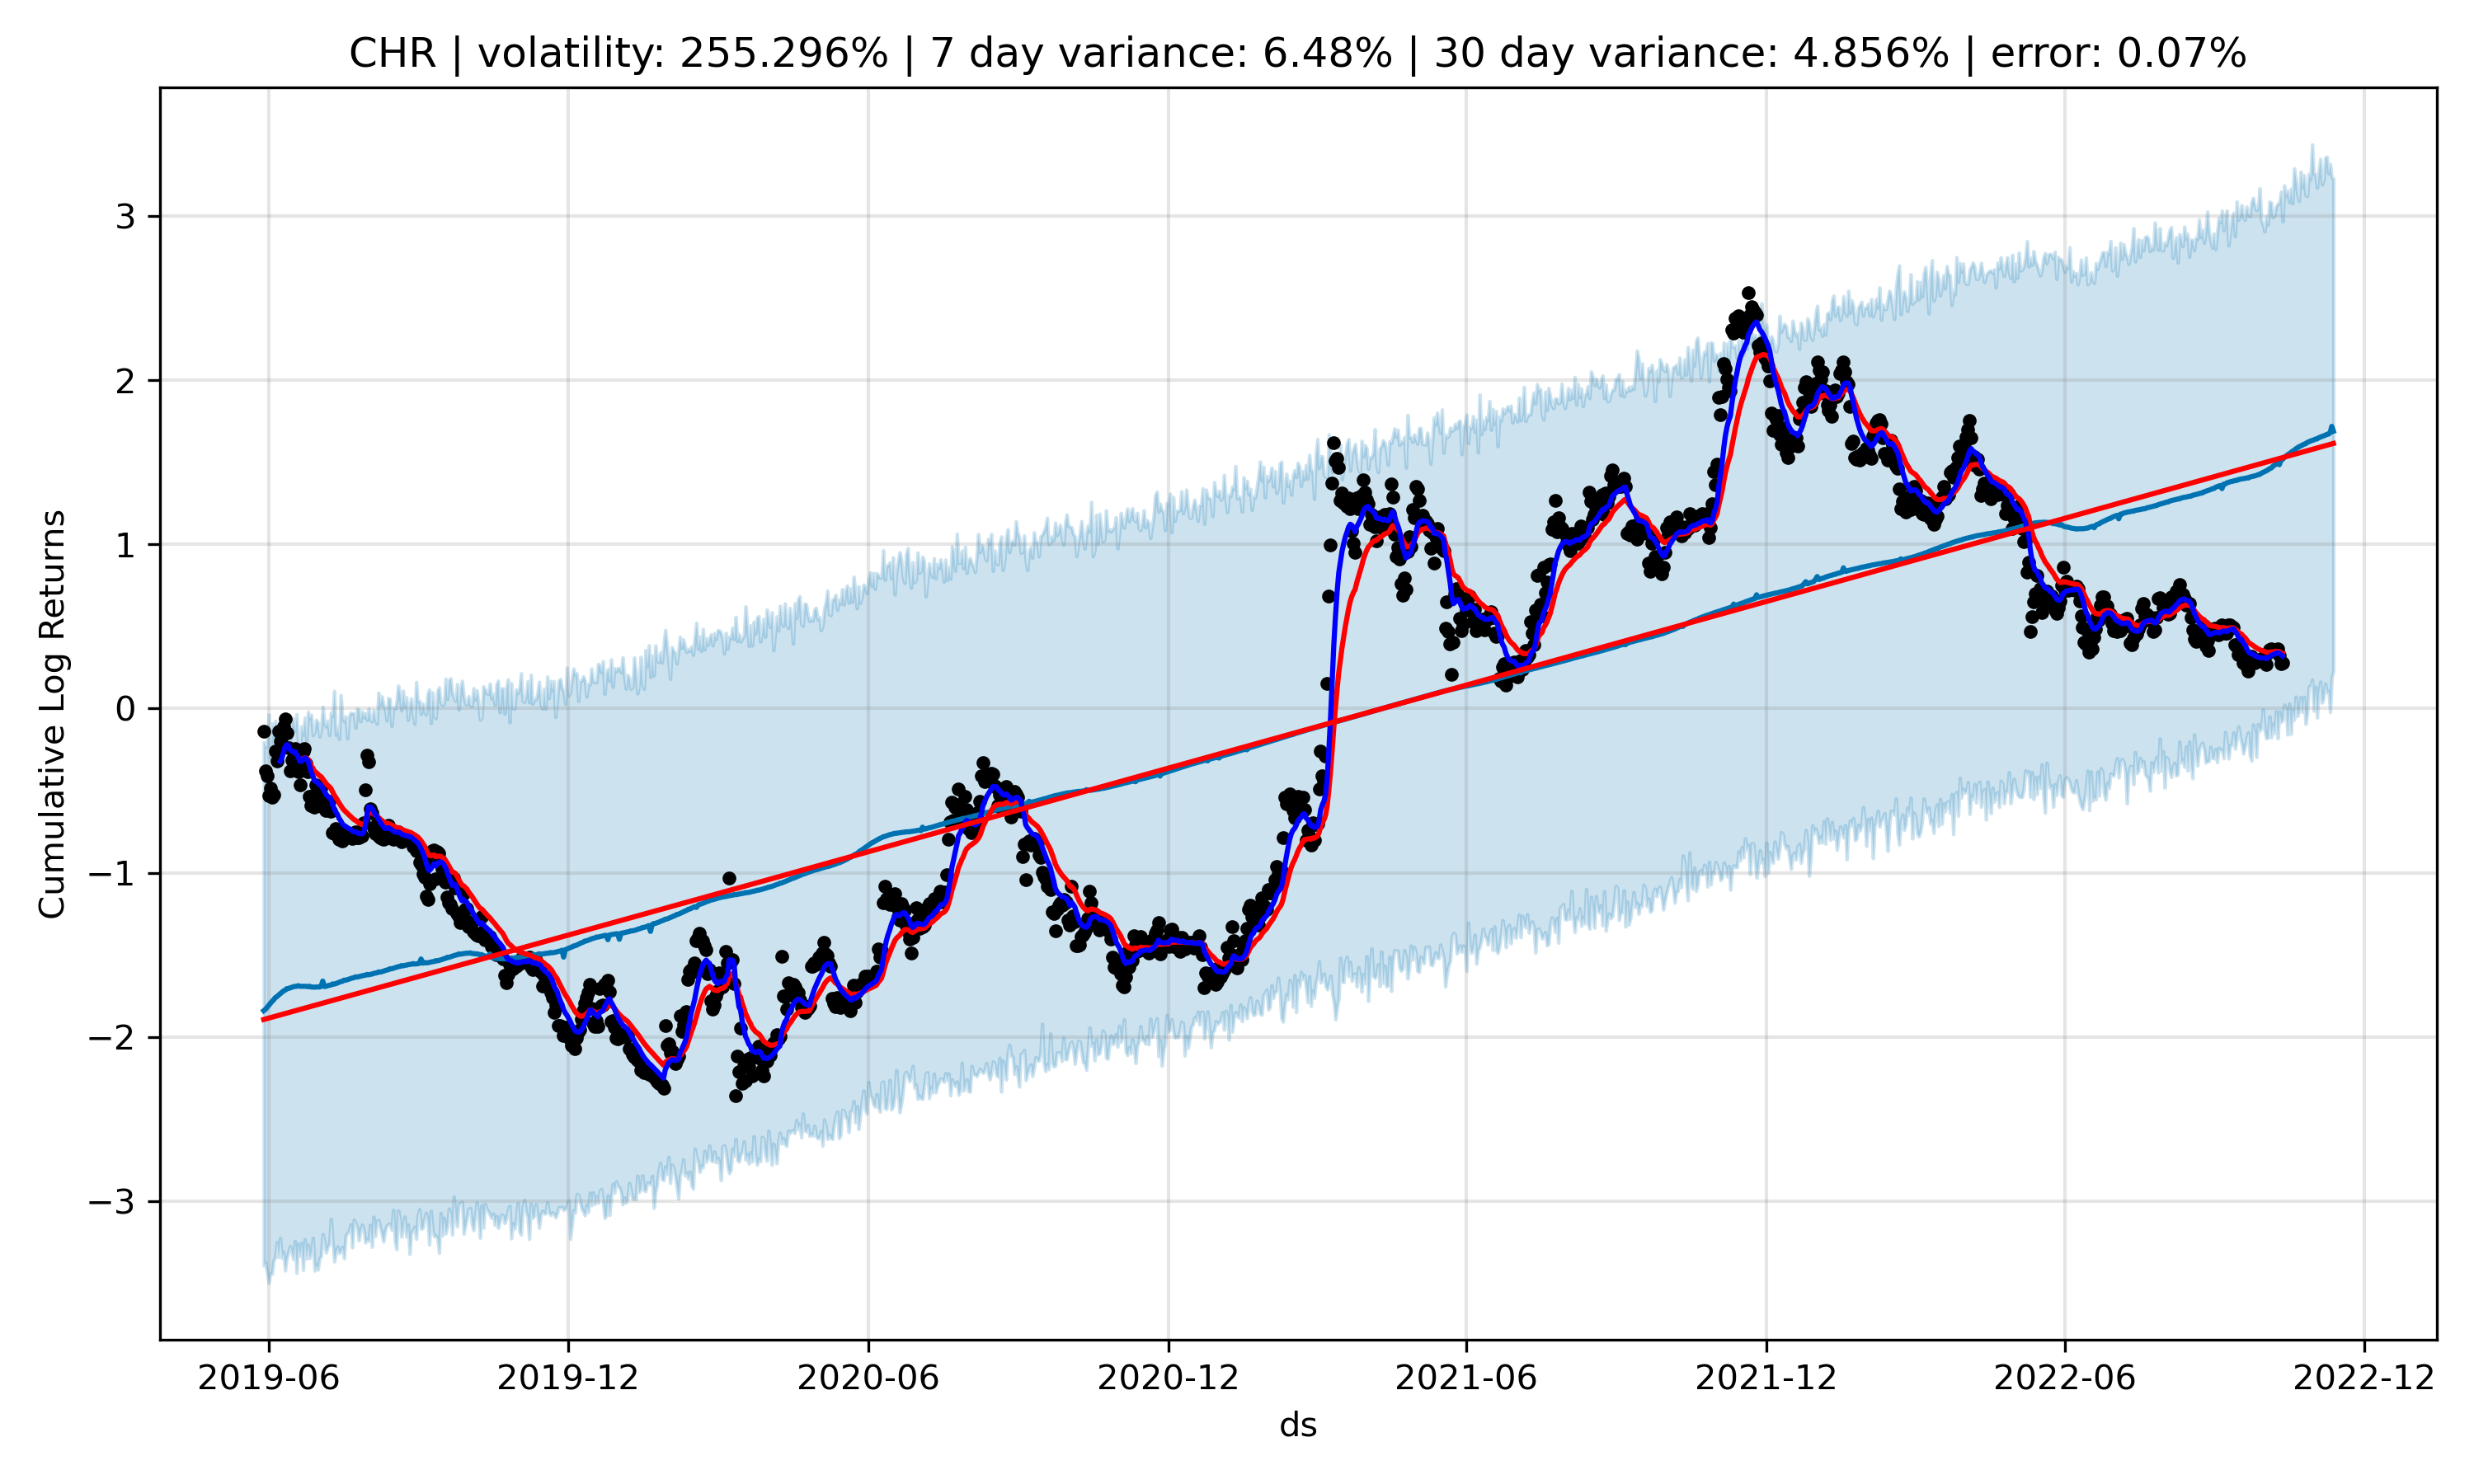 CHR | volatility: 255.296% | 7 day variance: 6.48% | 30 day variance: 4.856% | error: 0.07%
Cumulative Log Returns
3
2
1
0
−1
−2
−3
2019-06 2019-12 2020-06 2020-12 2021-06 2021-12 2022-06 2022-12
ds